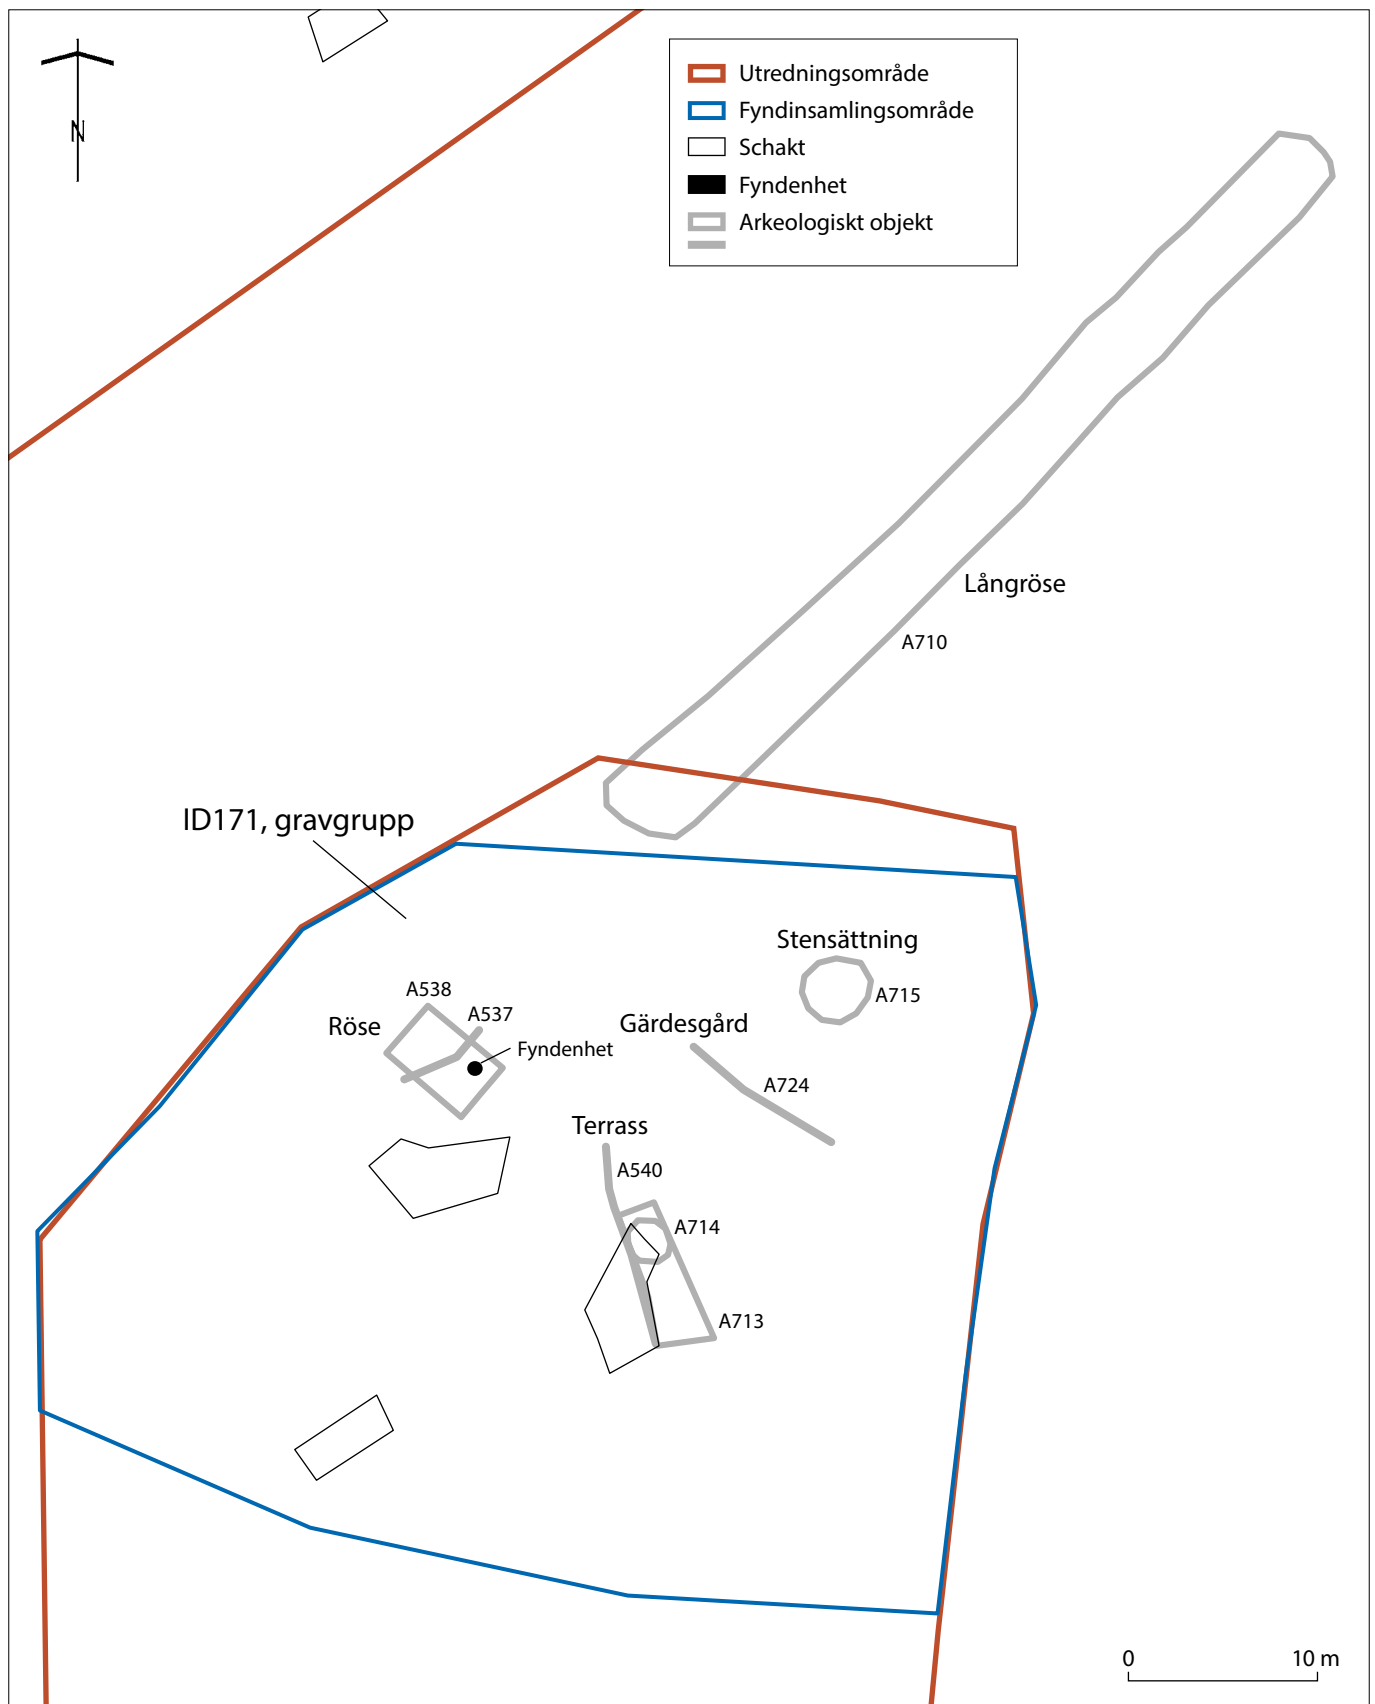 N
Utredningsområde
Fyndinsamlingsområde
Schakt
Fyndenhet
Arkeologiskt objekt
Långröse
A710
ID171, gravgrupp
Stensättning
A715
A538
A537
Röse
Gärdesgård
Fyndenhet
A724
Terrass
A540
A714
A713
0 10 m